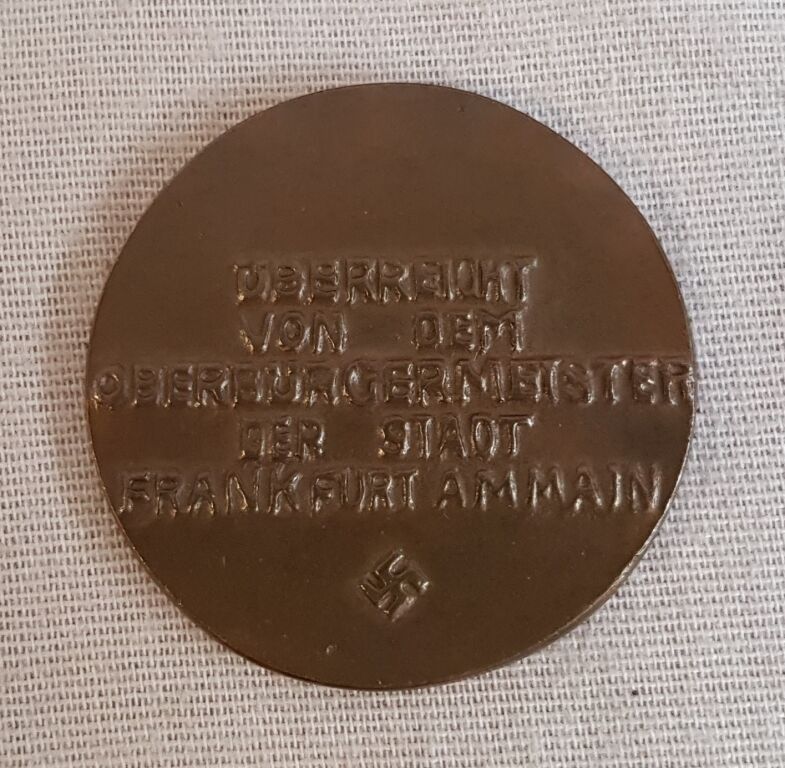 ÜBERREICHT
VON DEM
OBERBÜRGERMEISTER
DER STADT
FRANKFURT AM MAIN